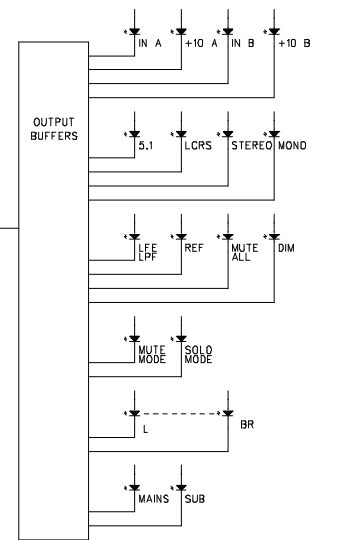 IN A
+10 A
IN B
+10 B
OUTPUT
BUFFERS
5.1
LCRS
STEREO
MONO
LFE
LPF
REF
MUTE
ALL
DIM
MUTE
MODE
SOLO
MODE
L
BR
MAINS
SUB